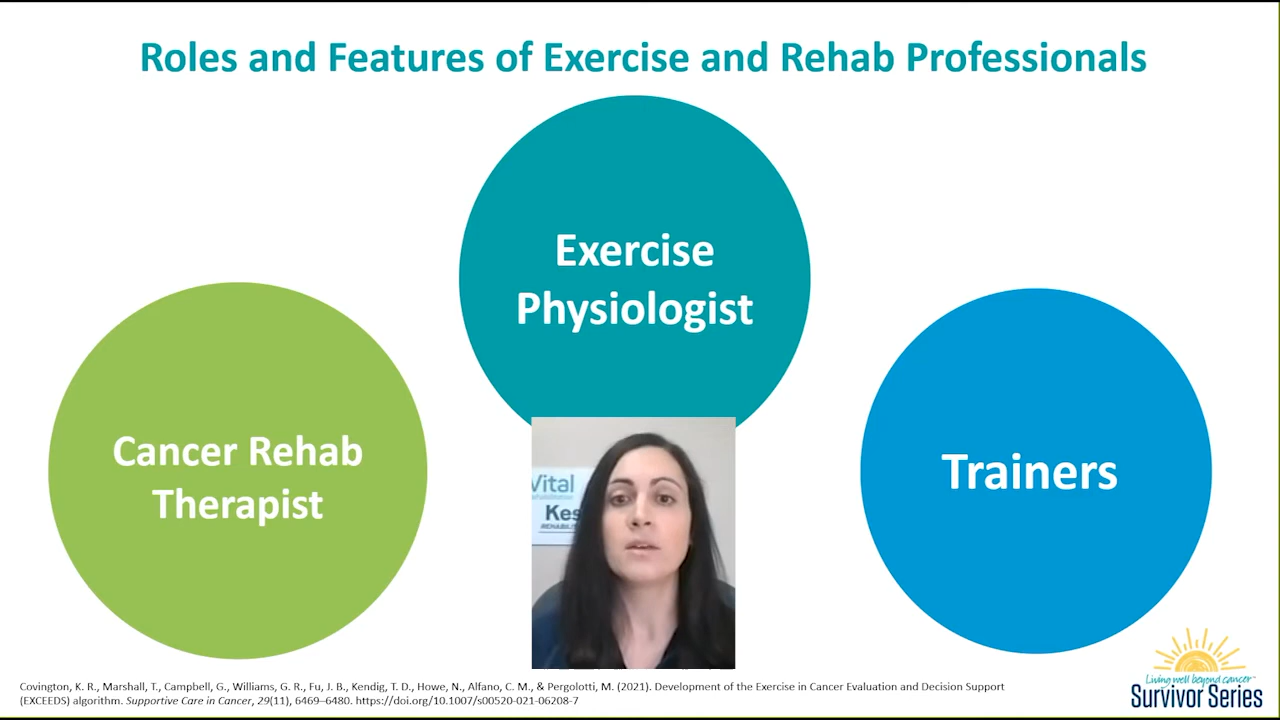 Roles and Features of Exercise and Rehab Professionals
Exercise
Physiologist
Cancer Rehab
Therapist
Trainers
Vital
Kes
Covington, K. R., Marshall, T., Campbell, G., Williams, G. R., Fu, J. B., Kendig, T. D., Howe, N., Alfano, C. M., & Pergolotti, M. (2021). Development of the Exercise in Cancer Evaluation and Decision Support
(EXCEEDS) algorithm. Supportive Care in Cancer, 29(11), 6469–6480. https://doi.org/10.1007/s00520-021-06208-7
Living well beyond cancer™
Survivor Series